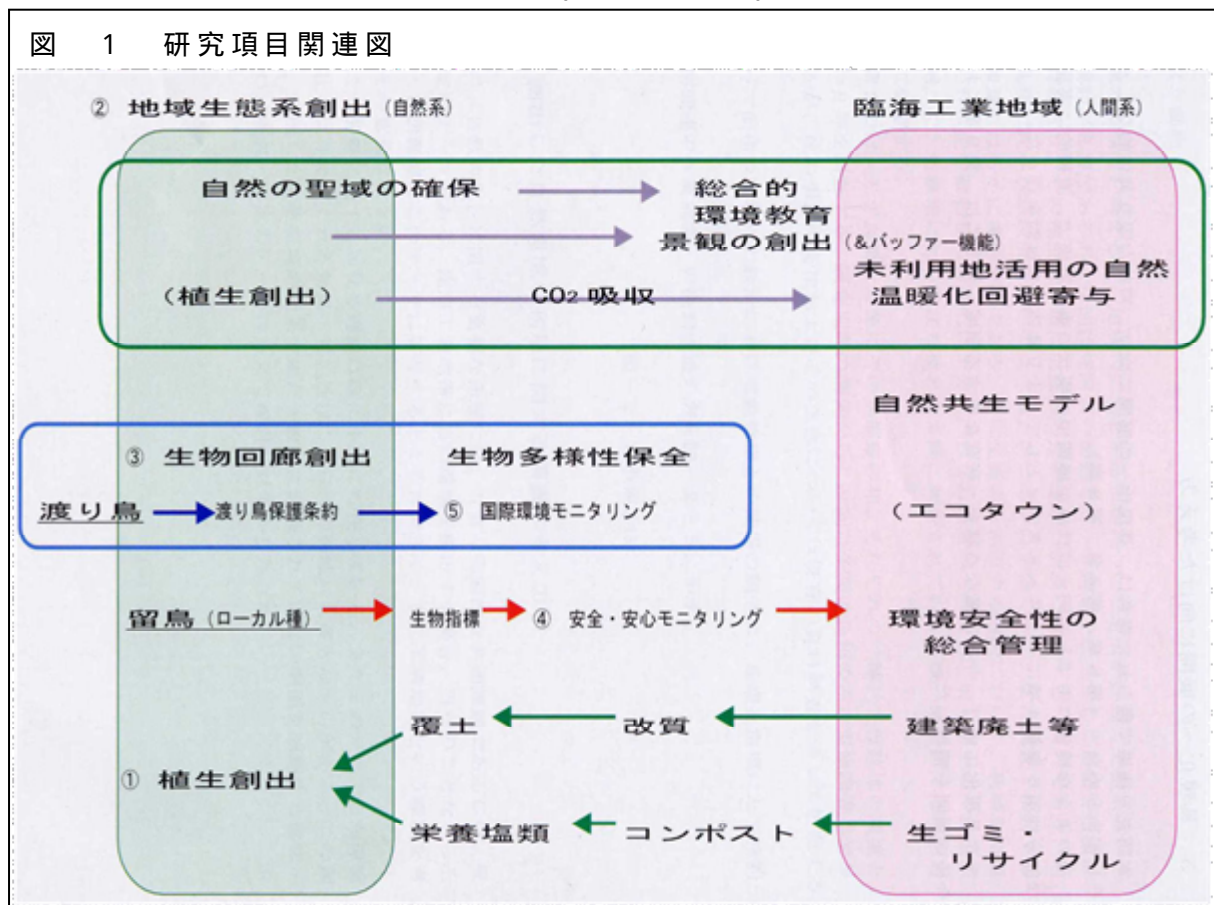 図 1 研究項目関連図
② 地域生態系創出(自然系)
臨海工業地域(人間系)
自然の聖域の確保
総合的
環境教育
景観の創出(&バッファー機能)
未利用地活用の自然
(植生創出)
CO2吸収
温暖化回避寄与
自然共生モデル
③ 生物回廊創出
生物多様性保全
渡り鳥
渡り鳥保護条約
⑤ 国際環境モニタリング
(エコタウン)
留鳥(ローカル種)
生物指標
④ 安全・安心モニタリング
環境安全性の
総合管理
覆土
改質
建築廃土等
① 植生創出
栄養塩類
コンポスト
生ゴミ・
リサイクル